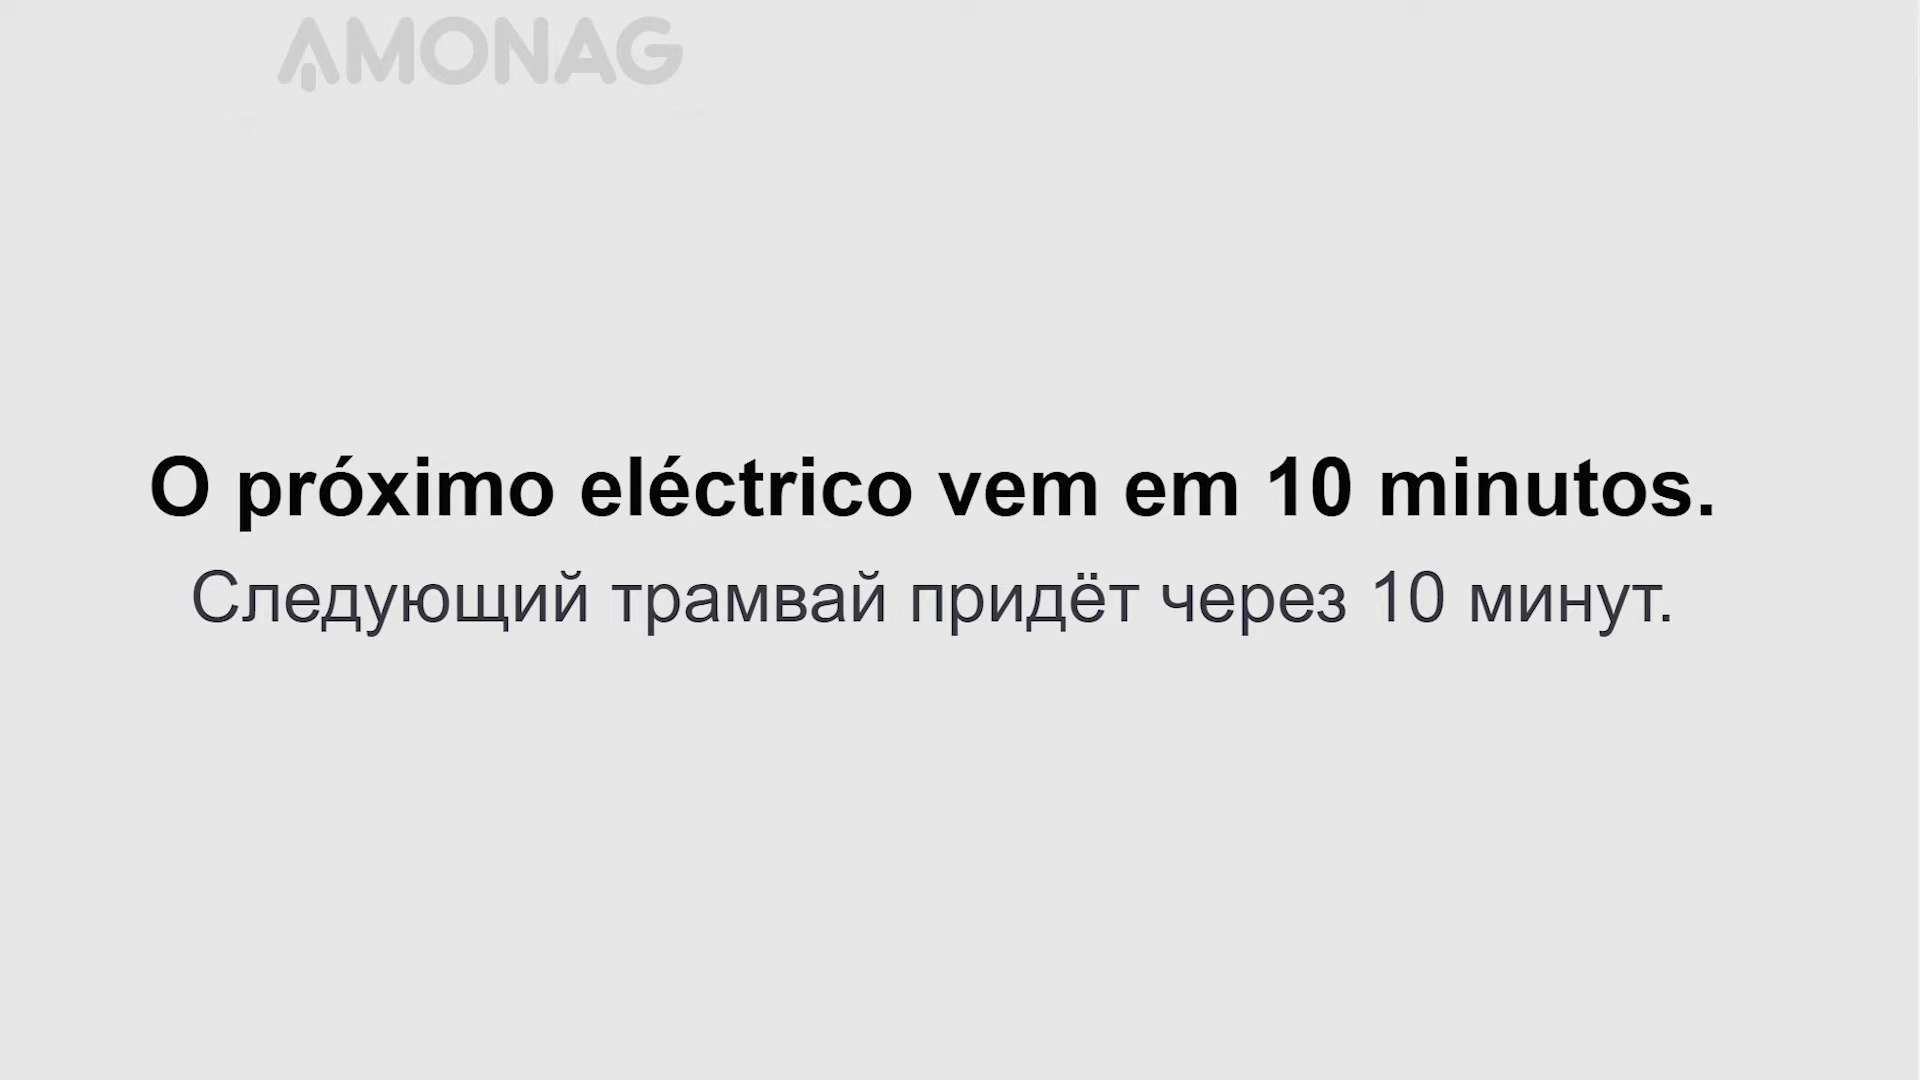 AMONAG
O próximo eléctrico vem em 10 minutos.
Следующий трамвай придёт через 10 минут.